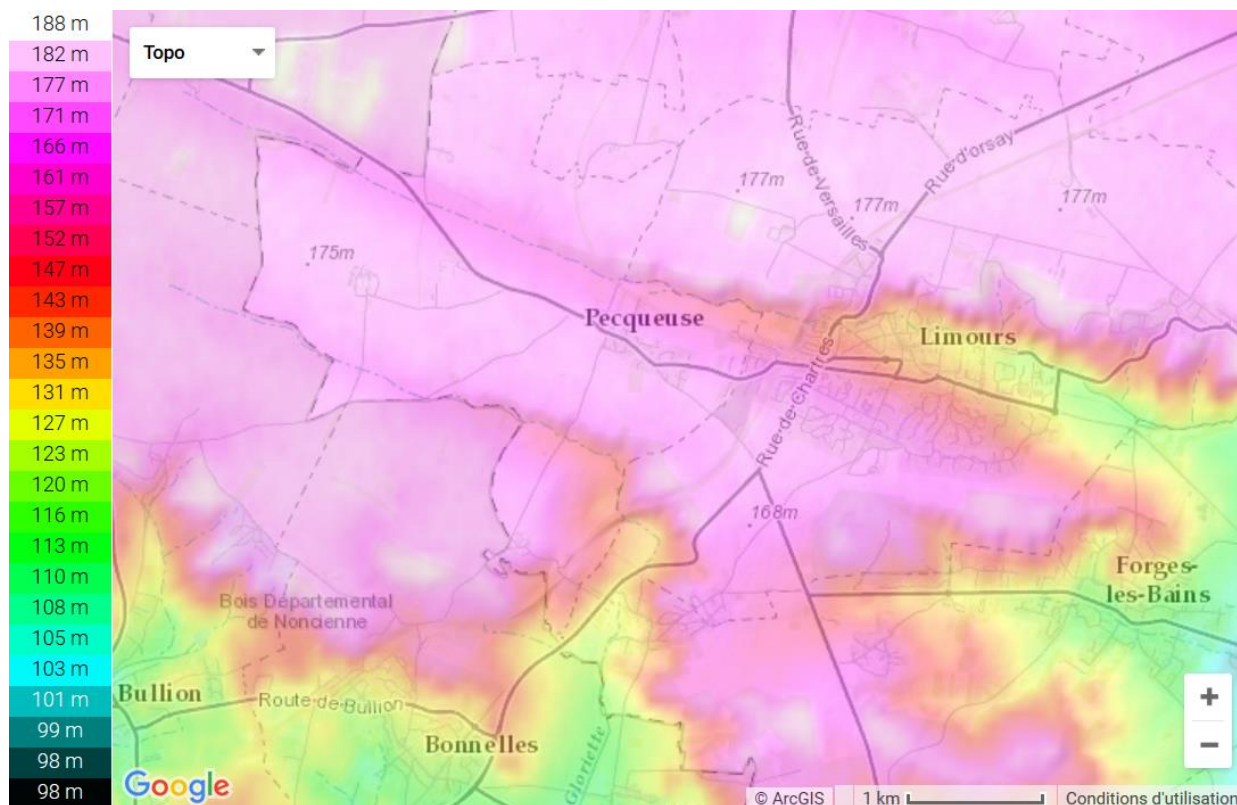 188 m
182 m
177 m
171 m
166 m
161 m
157 m
152 m
147 m
143 m
139 m
135 m
131 m
127 m
123 m
120 m
116 m
113 m
110 m
108 m
105 m
103 m
101 m
99 m
98 m
98 m
Topo
Rue-de-Versailles
Rue-d'orsay
177m
177m
177m
175m
Pecqueuse
Limours
Rue-de-Chartres
168m
Forges-
les-Bains
Bois Départemental
de Noncienne
Bullion
Route-de-Bullion
Bonnelles
Gloriette
+
−
Google
© ArcGIS
1 km
Conditions d'utilisation